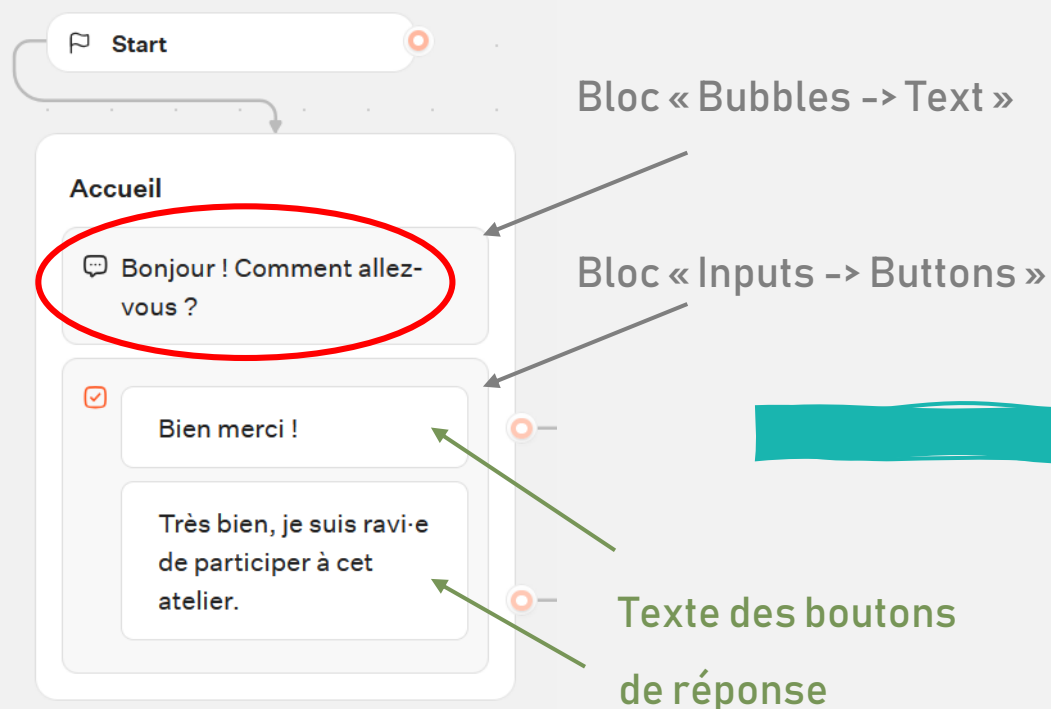 Start
Accueil
Bonjour ! Comment allez-
vous ?
Bien merci !
Très bien, je suis ravi·e
de participer à cet
atelier.
Bloc « Bubbles -> Text »
Bloc « Inputs -> Buttons »
Texte des boutons
de réponse